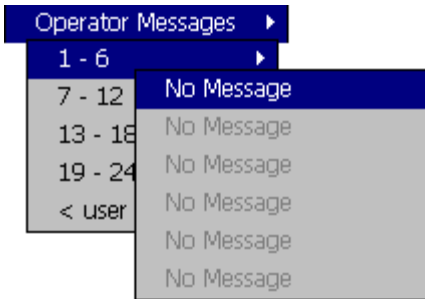 Operator Messages
1 - 6
7 - 12
13 - 18
19 - 24
< user
No Message
No Message
No Message
No Message
No Message
No Message